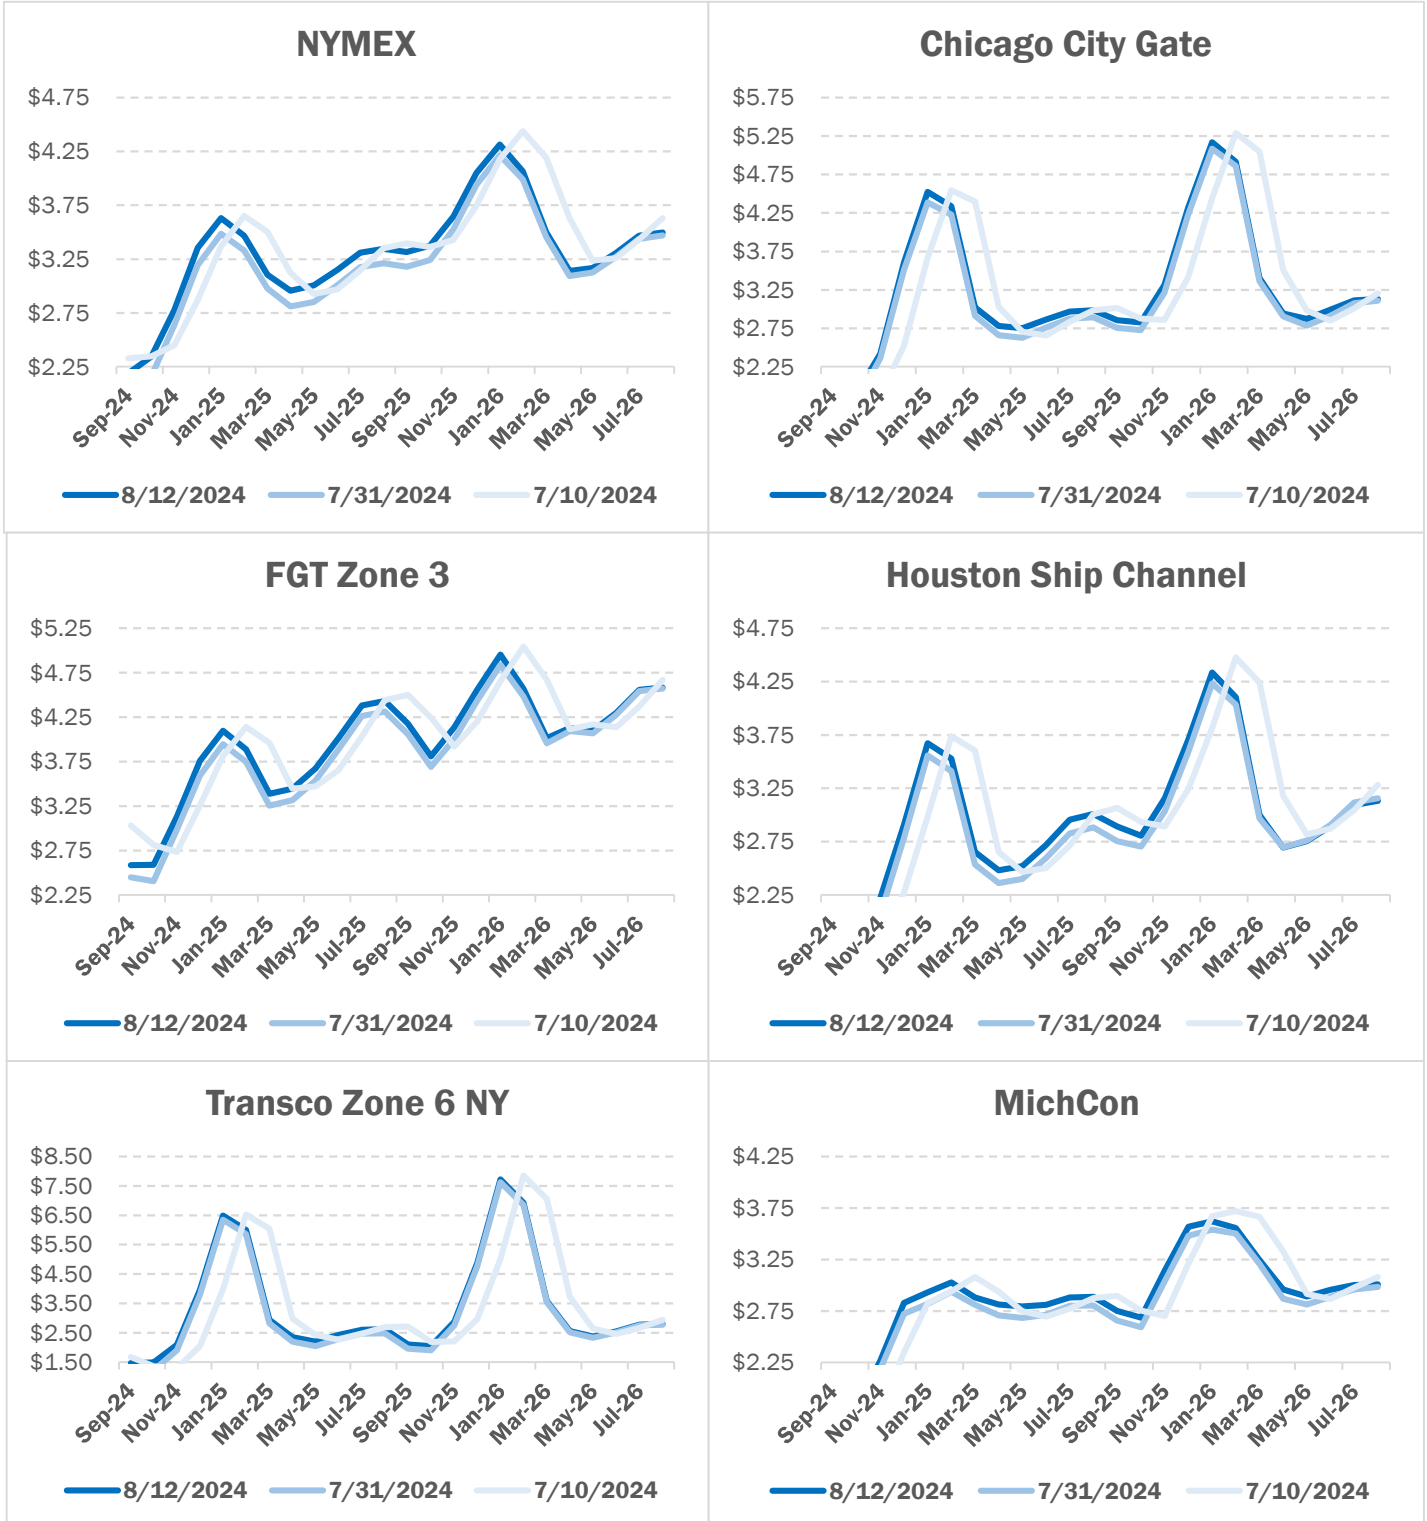 NYMEX
$4.75
$4.25
$3.75
$3.25
$2.75
$2.25
Sep-24 Nov-24 Jan-25 Mar-25 May-25 Jul-25 Sep-25 Nov-25 Jan-26 Mar-26 May-26 Jul-26
8/12/2024 7/31/2024 7/10/2024
Chicago City Gate
$5.75
$5.25
$4.75
$4.25
$3.75
$3.25
$2.75
$2.25
Sep-24 Nov-24 Jan-25 Mar-25 May-25 Jul-25 Sep-25 Nov-25 Jan-26 Mar-26 May-26 Jul-26
8/12/2024 7/31/2024 7/10/2024
FGT Zone 3
$5.25
$4.75
$4.25
$3.75
$3.25
$2.75
$2.25
Sep-24 Nov-24 Jan-25 Mar-25 May-25 Jul-25 Sep-25 Nov-25 Jan-26 Mar-26 May-26 Jul-26
8/12/2024 7/31/2024 7/10/2024
Houston Ship Channel
$4.75
$4.25
$3.75
$3.25
$2.75
$2.25
Sep-24 Nov-24 Jan-25 Mar-25 May-25 Jul-25 Sep-25 Nov-25 Jan-26 Mar-26 May-26 Jul-26
8/12/2024 7/31/2024 7/10/2024
Transco Zone 6 NY
$8.50
$7.50
$6.50
$5.50
$4.50
$3.50
$2.50
$1.50
Sep-24 Nov-24 Jan-25 Mar-25 May-25 Jul-25 Sep-25 Nov-25 Jan-26 Mar-26 May-26 Jul-26
8/12/2024 7/31/2024 7/10/2024
MichCon
$4.25
$3.75
$3.25
$2.75
$2.25
Sep-24 Nov-24 Jan-25 Mar-25 May-25 Jul-25 Sep-25 Nov-25 Jan-26 Mar-26 May-26 Jul-26
8/12/2024 7/31/2024 7/10/2024